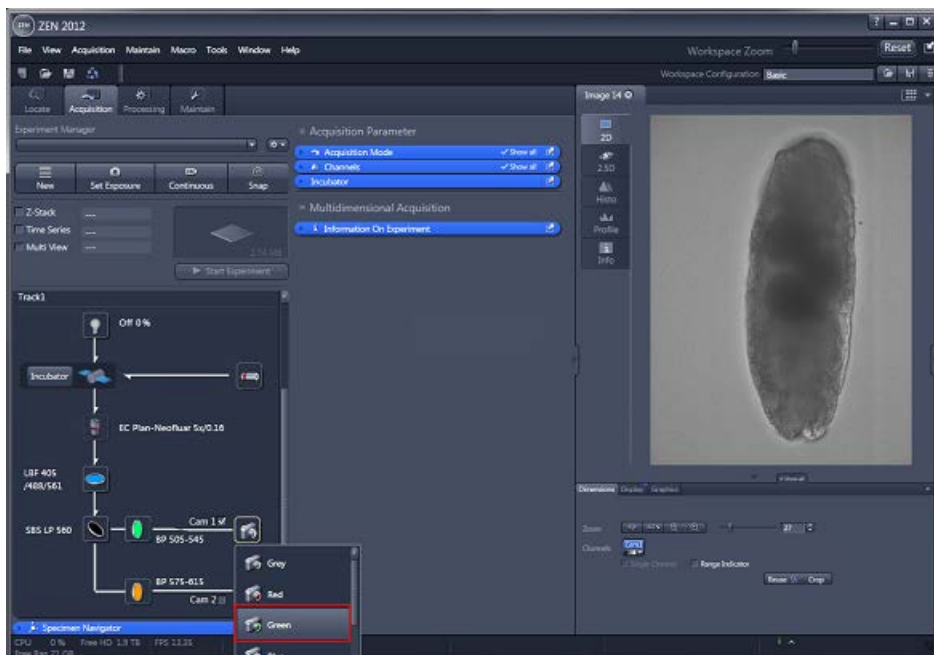 ZEN 2012
File View Acquisition Maintain Macro Tools Window Help
Workspace Zoom Reset
Workspace Configuration Basic
Locate Acquisition Processing Maintain
Experiment Manager
New Set Exposure Continuous Snap
Z-Stack ---
Time Series ---
Multi View ---
Start Experiment
Acquisition Parameter
Acquisition Mode Show all
Channels Show all
Incubator
Multidimensional Acquisition
Information On Experiment
Track1
Off 0%
Incubator
EC Plan-Neofluar 5x/0.16
LBF 405
/488/561
SBS LP 560
Cam 1
BP 505-545
BP 575-615
Cam 2
Grey
Red
Green
Specimen Navigator
CPU 0% Free HD 1.9 TB FPS 13.35
Image 14
2D
2.5D
Histo
Profile
Info
Dimensions Display Graphics
Zoom 27
Channels Cam1
Single Channel Range Indicator
Reuse Crop